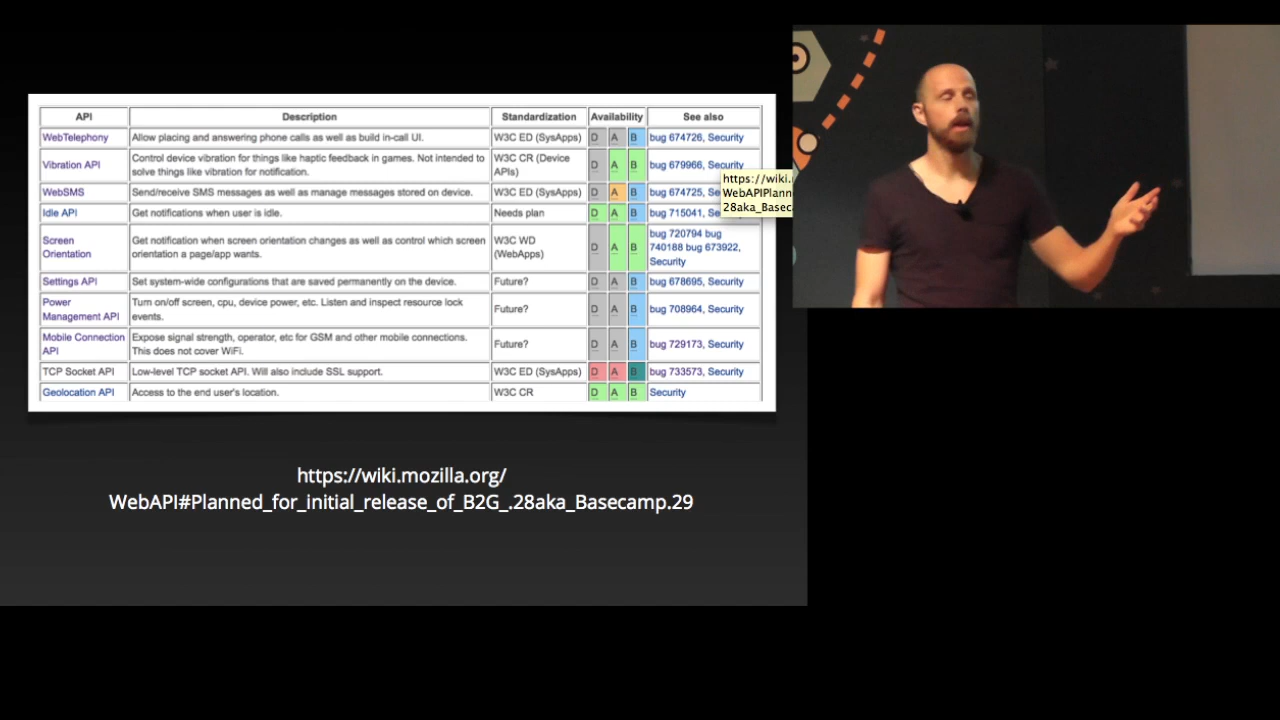 API Description Standardization Availability See also
WebTelephony Allow placing and answering phone calls as well as build in-call UI. W3C ED (SysApps) D A B bug 674726, Security
Vibration API Control device vibration for things like haptic feedback in games. Not intended to solve things like vibration for notification. W3C CR (Device APIs) D A B bug 679966, Security
WebSMS Send/receive SMS messages as well as manage messages stored on device. W3C ED (SysApps) D A B bug 674725, Se
Idle API Get notifications when user is idle. Needs plan D A B bug 715041, Se
Screen Orientation Get notification when screen orientation changes as well as control which screen orientation a page/app wants. W3C WD (WebApps) D A B bug 720794 bug 740188 bug 673922, Security
Settings API Set system-wide configurations that are saved permanently on the device. Future? D A B bug 678695, Security
Power Management API Turn on/off screen, cpu, device power, etc. Listen and inspect resource lock events. Future? D A B bug 708964, Security
Mobile Connection API Expose signal strength, operator, etc for GSM and other mobile connections. This does not cover WiFi. Future? D A B bug 729173, Security
TCP Socket API Low-level TCP socket API. Will also include SSL support. W3C ED (SysApps) D A B bug 733573, Security
Geolocation API Access to the end user's location. W3C CR D A B Security
https://wiki.
WebAPIPlann
28aka_Basec
https://wiki.mozilla.org/
WebAPI#Planned_for_initial_release_of_B2G_.28aka_Basecamp.29